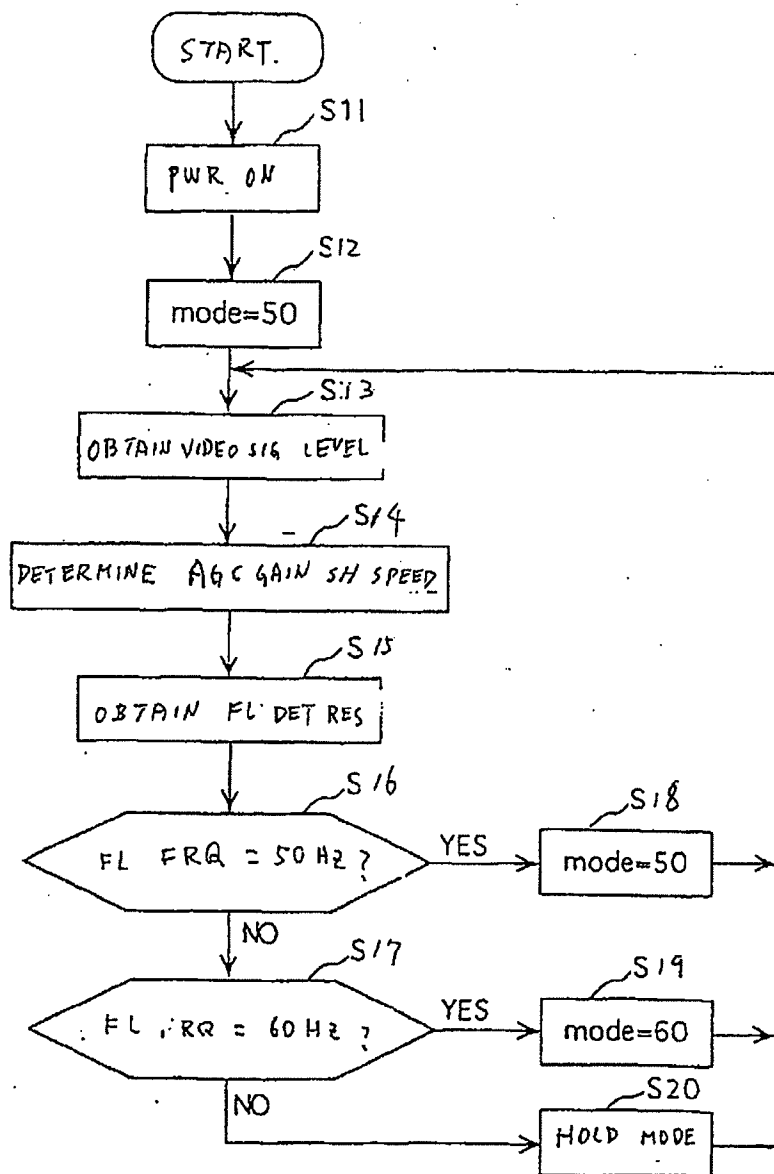 START.
S11
PWR ON
S12
mode=50
S13
OBTAIN VIDEO SIG LEVEL
S14
DETERMINE AGC GAIN SH SPEED
S15
OBTAIN FL DET RES
S16
FL FRQ = 50 HZ ?
YES
S18
mode=50
NO
S17
FL RQ = 60 HZ ?
YES
S19
mode=60
NO
S20
HOLD MODE